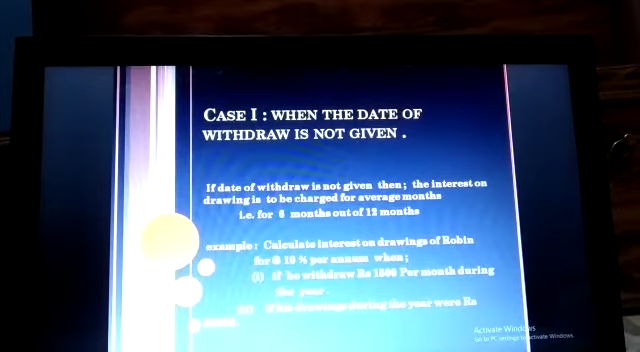 CASE I : WHEN THE DATE OF
WITHDRAW IS NOT GIVEN .
If date of withdraw is not given then ; the interest on
drawing is to be charged for average months
i.e. for 6 months out of 12 months
example : Calculate interest on drawings of Robin
for @ 10 % per annum when ;
(i) if he withdraw Rs 1500 Per month during
the year .
(ii) if his drawings during the year were Rs
Activate Windows
Go to PC settings to activate Windows.